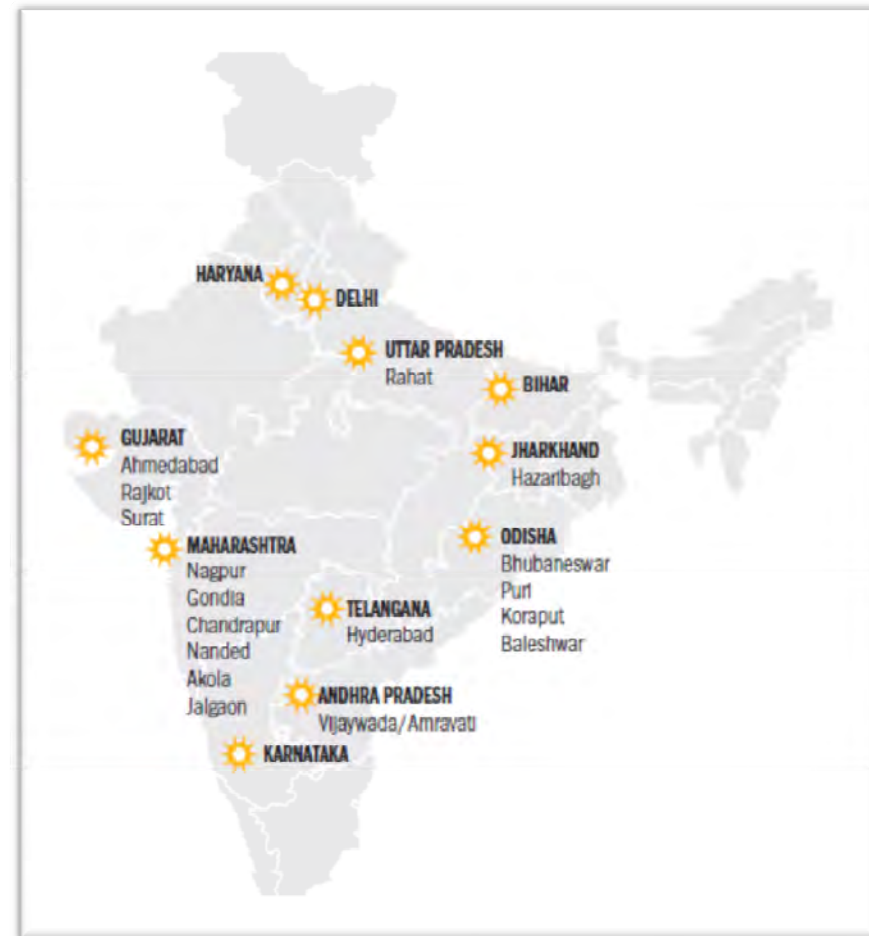 HARYANA
DELHI
UTTAR PRADESH
Rahat
BIHAR
GUJARAT
Ahmedabad
Rajkot
Surat
JHARKHAND
Hazaribagh
MAHARASHTRA
Nagpur
Gondia
Chandrapur
Nanded
Akola
Jalgaon
ODISHA
Bhubaneswar
Puri
Koraput
Baleshwar
TELANGANA
Hyderabad
ANDHRA PRADESH
Vijaywada/Amravati
KARNATAKA